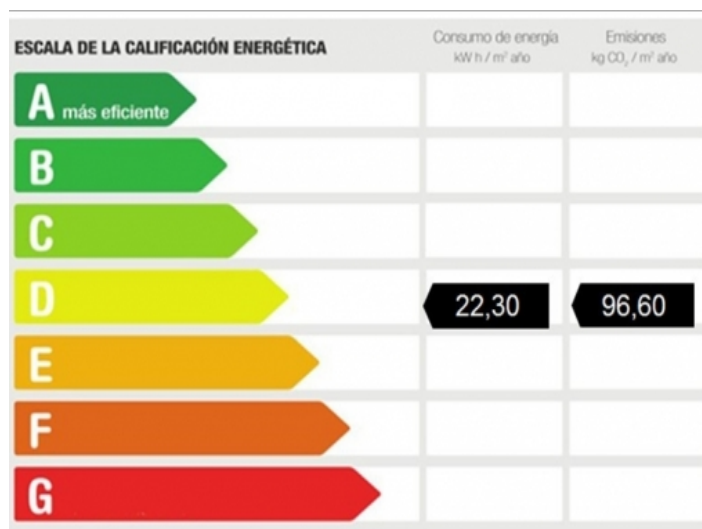 ESCALA DE LA CALIFICACIÓN ENERGÉTICA
Consumo de energía
kW h / m² año
Emisiones
kg CO₂ / m² año
A más eficiente
B
C
D
22,30
96,60
E
F
G